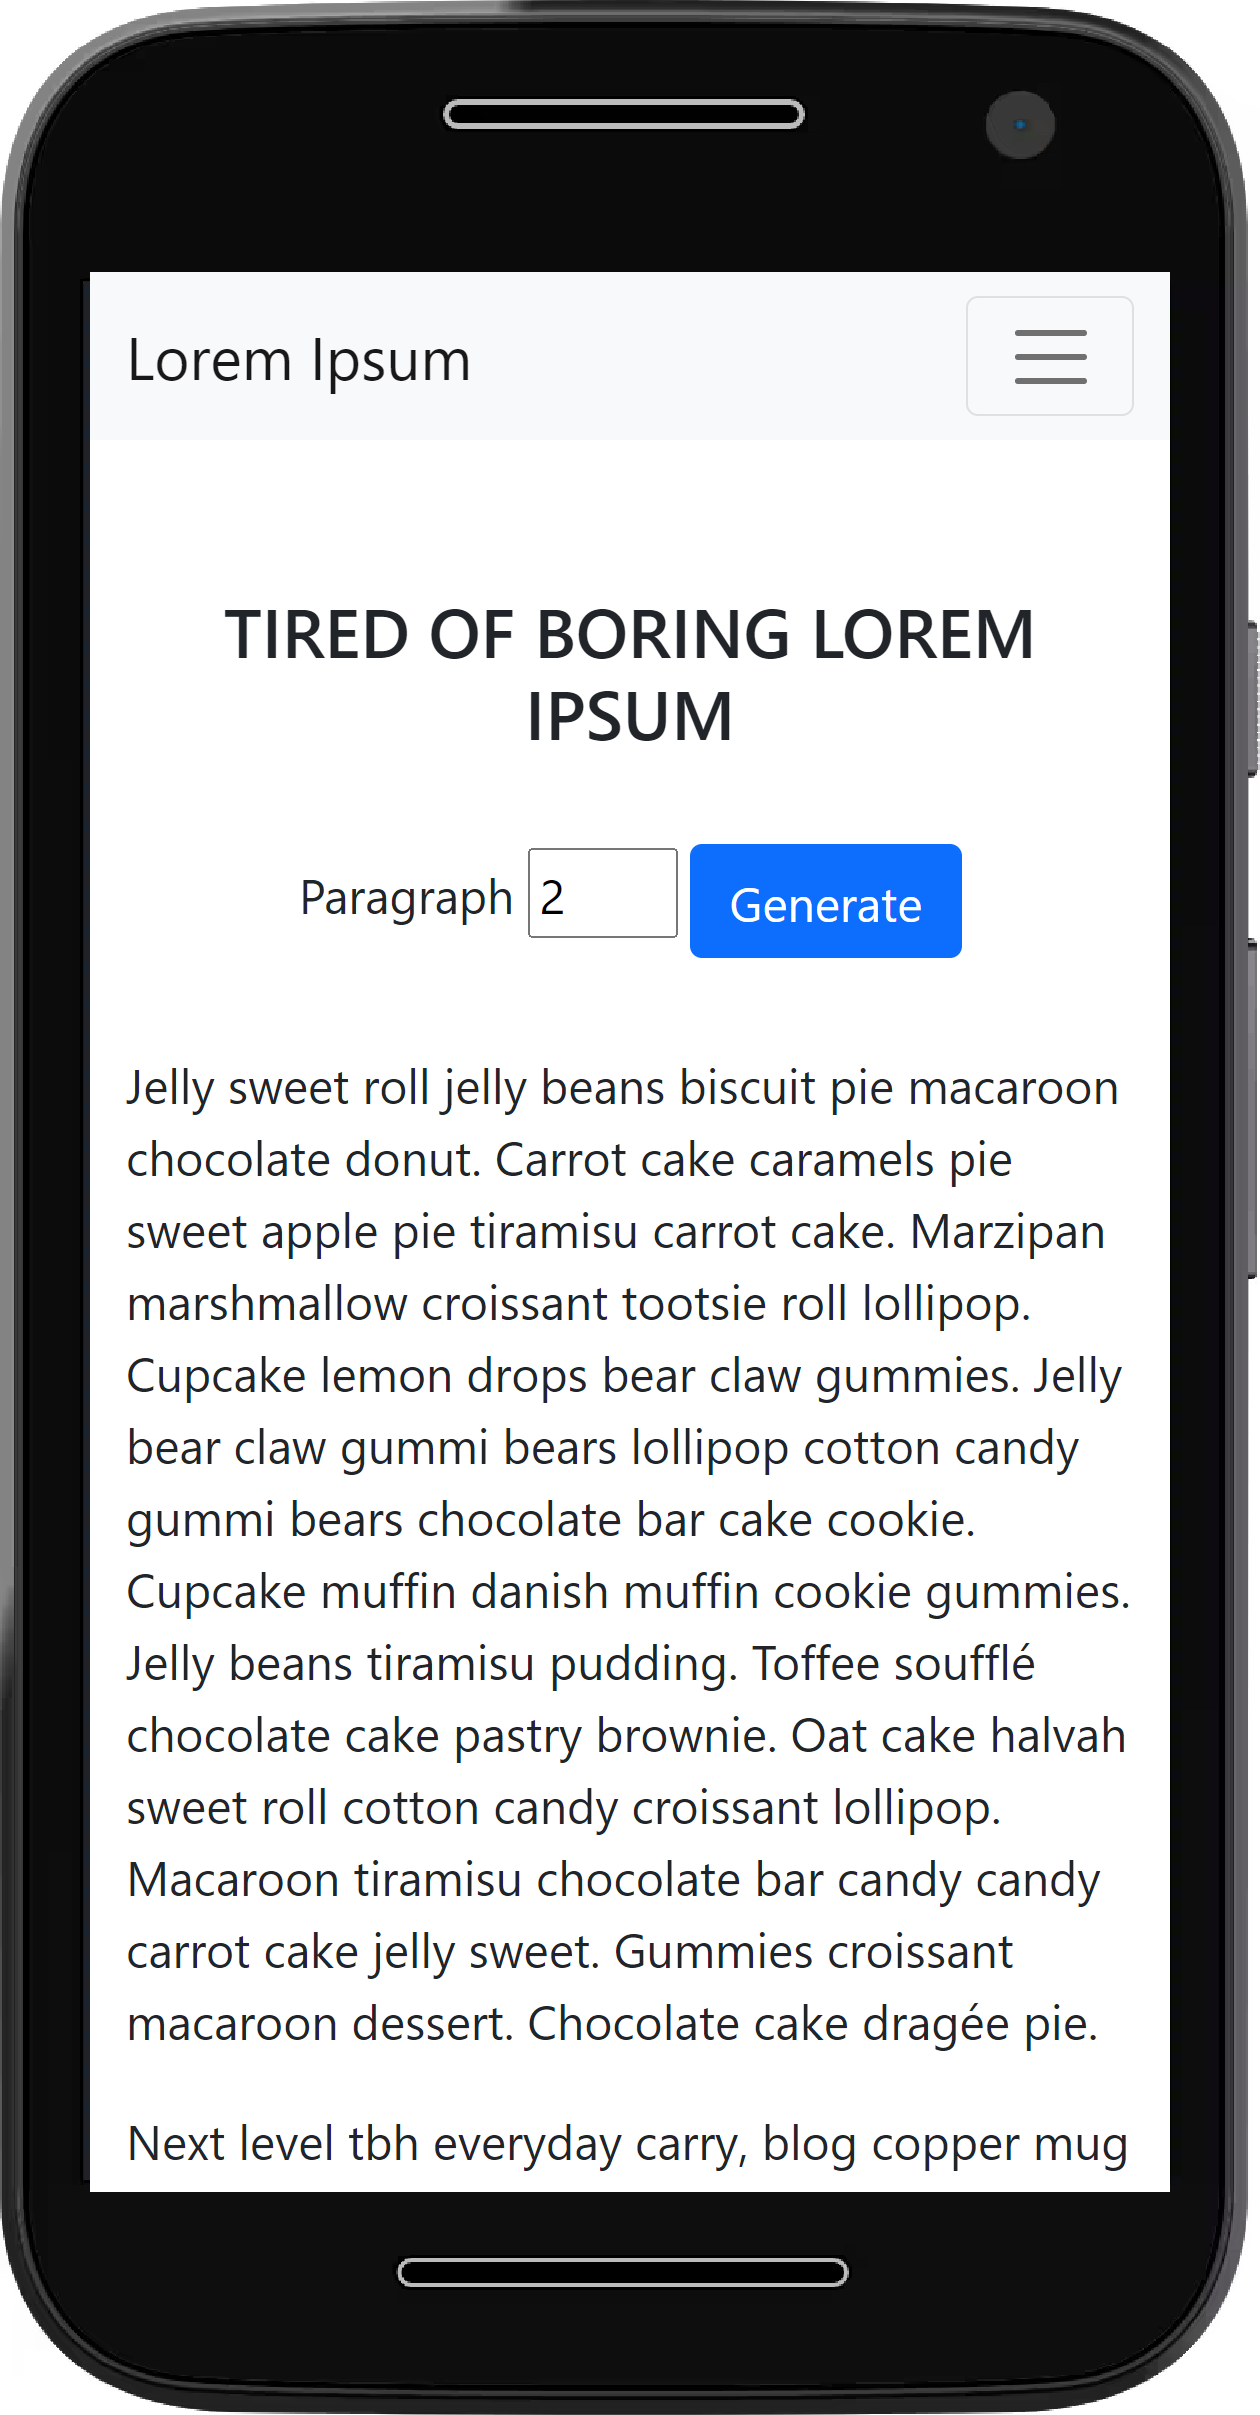 Lorem Ipsum
TIRED OF BORING LOREM
IPSUM
Paragraph 2 Generate
Jelly sweet roll jelly beans biscuit pie macaroon
chocolate donut. Carrot cake caramels pie
sweet apple pie tiramisu carrot cake. Marzipan
marshmallow croissant tootsie roll lollipop.
Cupcake lemon drops bear claw gummies. Jelly
bear claw gummi bears lollipop cotton candy
gummi bears chocolate bar cake cookie.
Cupcake muffin danish muffin cookie gummies.
Jelly beans tiramisu pudding. Toffee soufflé
chocolate cake pastry brownie. Oat cake halvah
sweet roll cotton candy croissant lollipop.
Macaroon tiramisu chocolate bar candy candy
carrot cake jelly sweet. Gummies croissant
macaroon dessert. Chocolate cake dragée pie.
Next level tbh everyday carry, blog copper mug